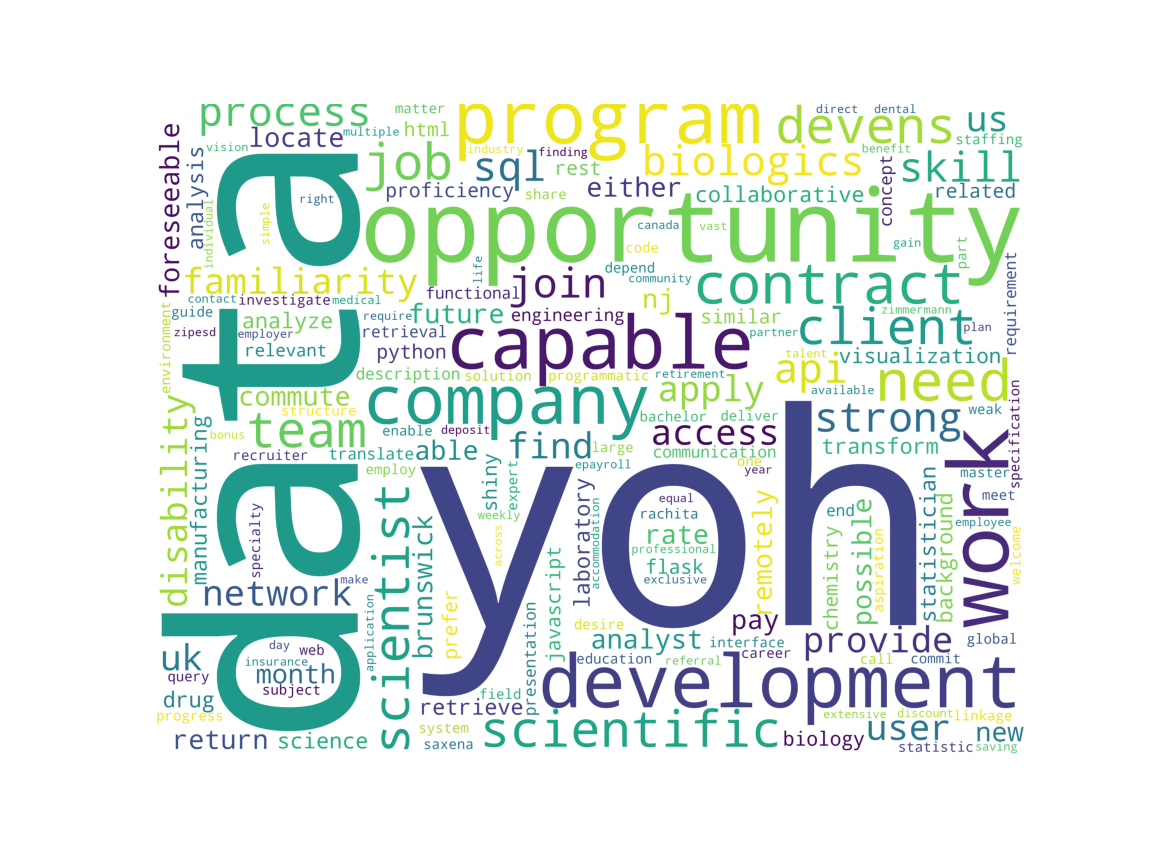 process
matter
program
direct
dental
us
foreseeable
locate
multiple
html
devens
staffing
vision
analysis
job
sql
industry
finding
biologics
benefit
skill
proficiency
share
rest
either
collaborative
concept
related
right
individual
simple
opportunity
canada
vast
code
gain
part
familiarity
life
functional
join
depend
community
contract
requirement
contact
investigate
medical
guide
require
future
engineering
nj
similar
zimmermann
zipesd
employer
analyze
retrieval
client
partner
plan
environment
relevant
python
capable
talent
api
visualization
description
solution
programmatic
retirement
available
need
commute
company
apply
structure
bachelor
deliver
strong
weak
specification
bonus
team
enable
deposit
find
access
recruiter
translate
able
large
communication
transform
work
disability
manufacturing
data
employ
epayroll
one
year
master
shiny
expert
meet
specialty
scientist
weekly
yoh
equal
rachita
end
possible
statistician
background
employee
across
laboratory
accommodation
rate
professional
flask
exclusive
remotely
chemistry
aspiration
welcome
network
make
brunswick
javascript
application
prefer
presentation
desire
pay
day
web
analyst
interface
provide
global
uk
insurance
month
education
referral
career
call
commit
query
subject
drug
field
development
progress
retrieve
extensive
discount
linkage
return
science
system
saxena
scientific
biology
user
new
statistic
saving